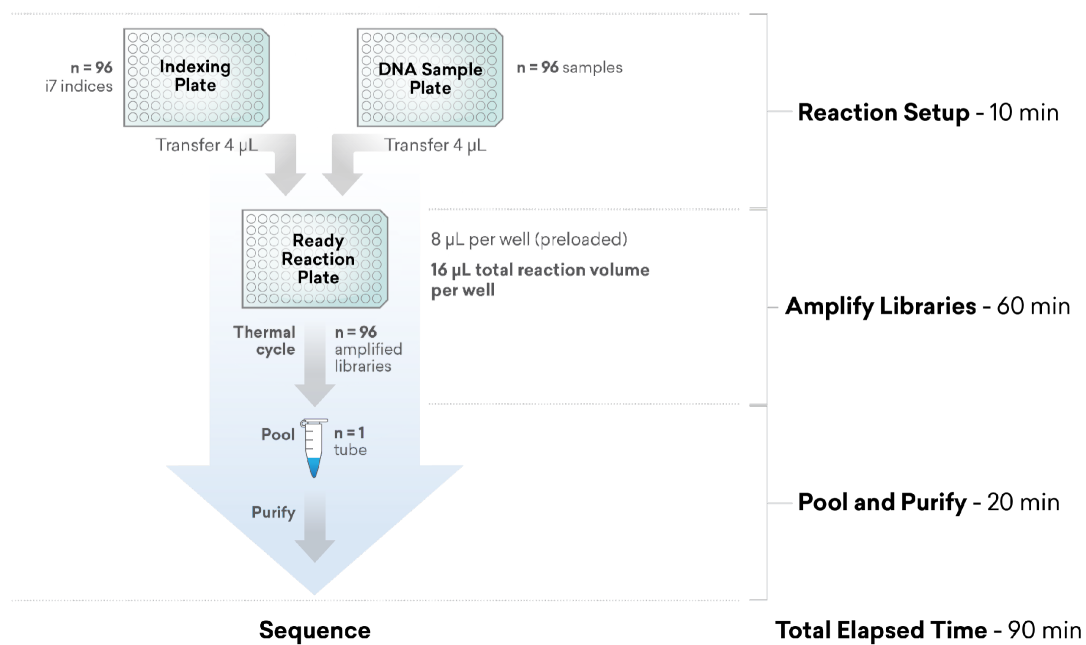 n = 96
i7 indices
Indexing
Plate
DNA Sample
Plate
n = 96 samples
Reaction Setup - 10 min
Transfer 4 µL
Transfer 4 µL
Ready
Reaction
Plate
8 µL per well (preloaded)
16 µL total reaction volume
per well
Amplify Libraries - 60 min
Thermal
cycle
n = 96
amplified
libraries
Pool
n = 1
tube
Pool and Purify - 20 min
Purify
Sequence
Total Elapsed Time - 90 min